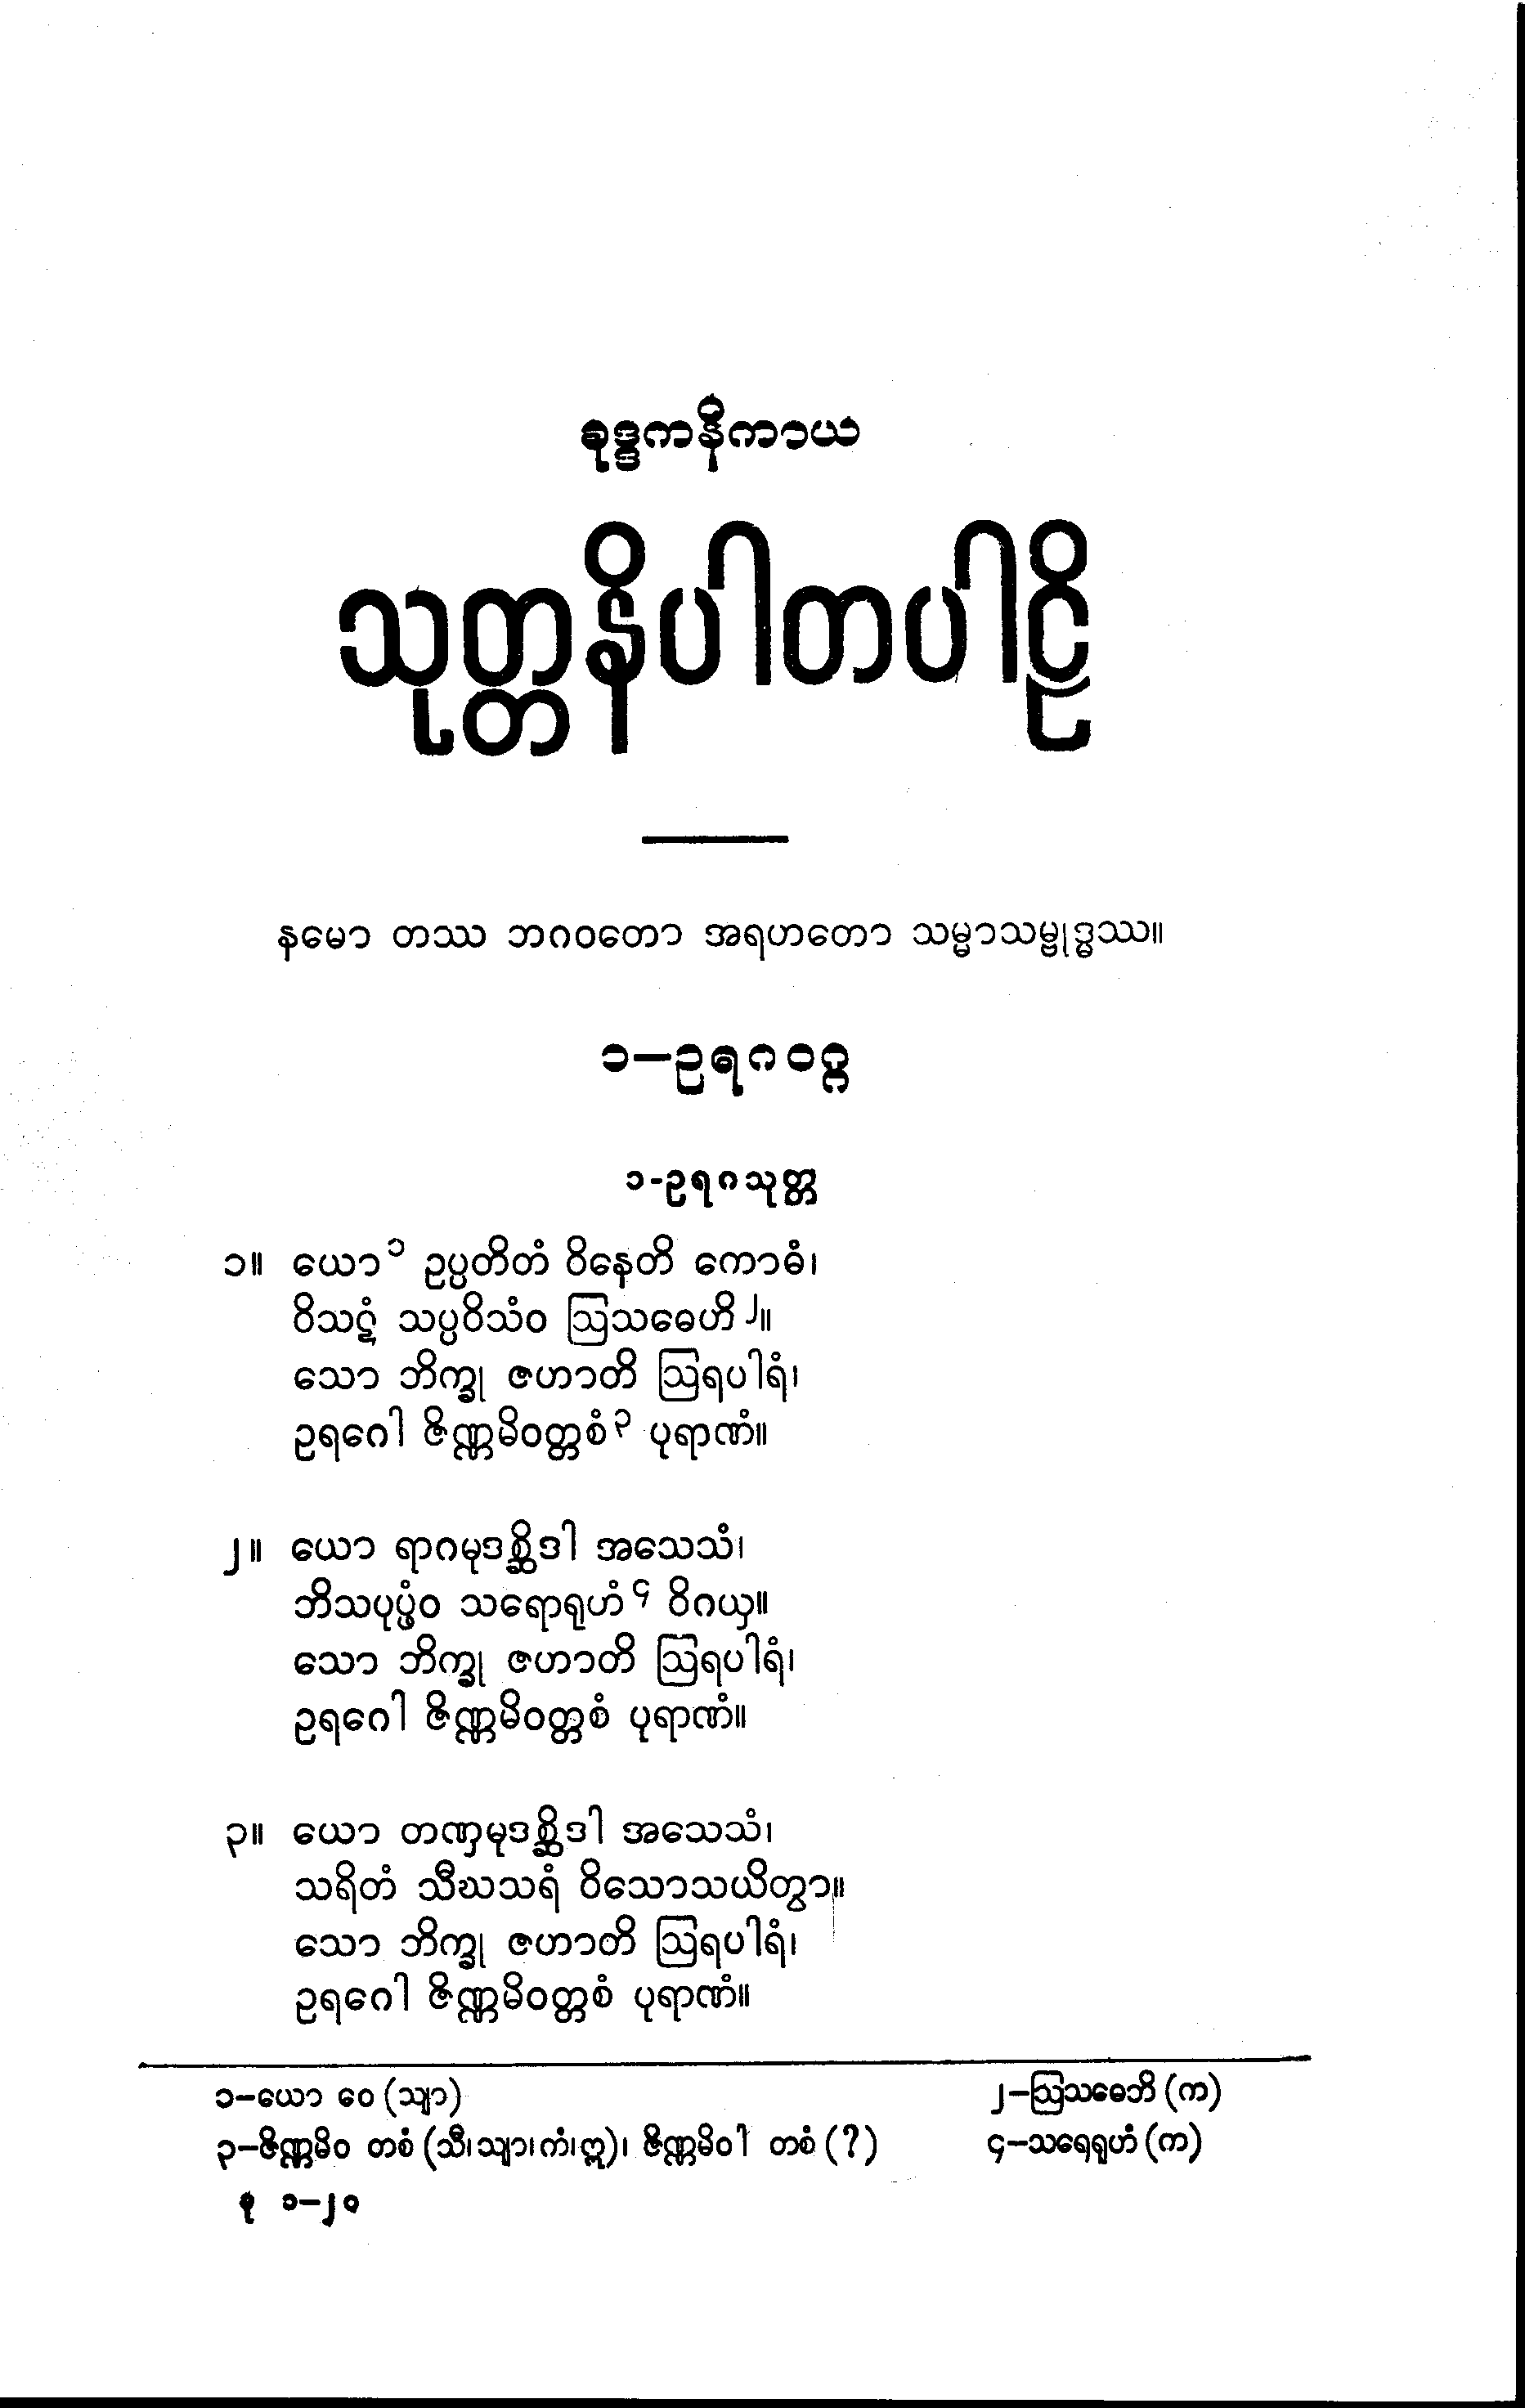 ခုဒ္ဒကနိကာယ
သုတ္တနိပါတပါဠိ
နမော တဿ ဘဂဝတော အရဟတော သမ္မာသမ္ဗုဒ္ဓဿ။
၁–ဥရဂဝဂ္ဂ
၁-ဥရဂသုတ္တ
၁။ ယော၁ ဥပ္ပတိတံ ဝိနေတိ ကောဓံ၊
ဝိသဋံ သပ္ပဝိသံဝ ဩသဓေဟိ၂။
သော ဘိက္ခု ဇဟာတိ ဩရပါရံ၊
ဥရဂေါ ဇိဏ္ဏမိဝတ္တစံ၃ ပုရာဏံ။
၂။ ယော ရာဂမုဒစ္ဆိဒါ အသေသံ၊
ဘိသပုပ္ဖံဝ သရောရုဟံ၄ ဝိဂယှ။
သော ဘိက္ခု ဇဟာတိ ဩရပါရံ၊
ဥရဂေါ ဇိဏ္ဏမိဝတ္တစံ ပုရာဏံ။
၃။ ယော တဏှမုဒစ္ဆိဒါ အသေသံ၊
သရိတံ သီဃသရံ ဝိသောသယိတွာ။
သော ဘိက္ခု ဇဟာတိ ဩရပါရံ၊
ဥရဂေါ ဇိဏ္ဏမိဝတ္တစံ ပုရာဏံ။
၁–ယော ဝေ (သျာ) ၂–ဩသဓေဘိ (က)
၃–ဇိဏ္ဏမိဝ တစံ (သီ၊သျာ၊ကံ၊ဣ)၊ ဇိဏ္ဏမိဝါ တစံ (?) ၄–သရေရုဟံ (က)
ခု ၁–၂၀